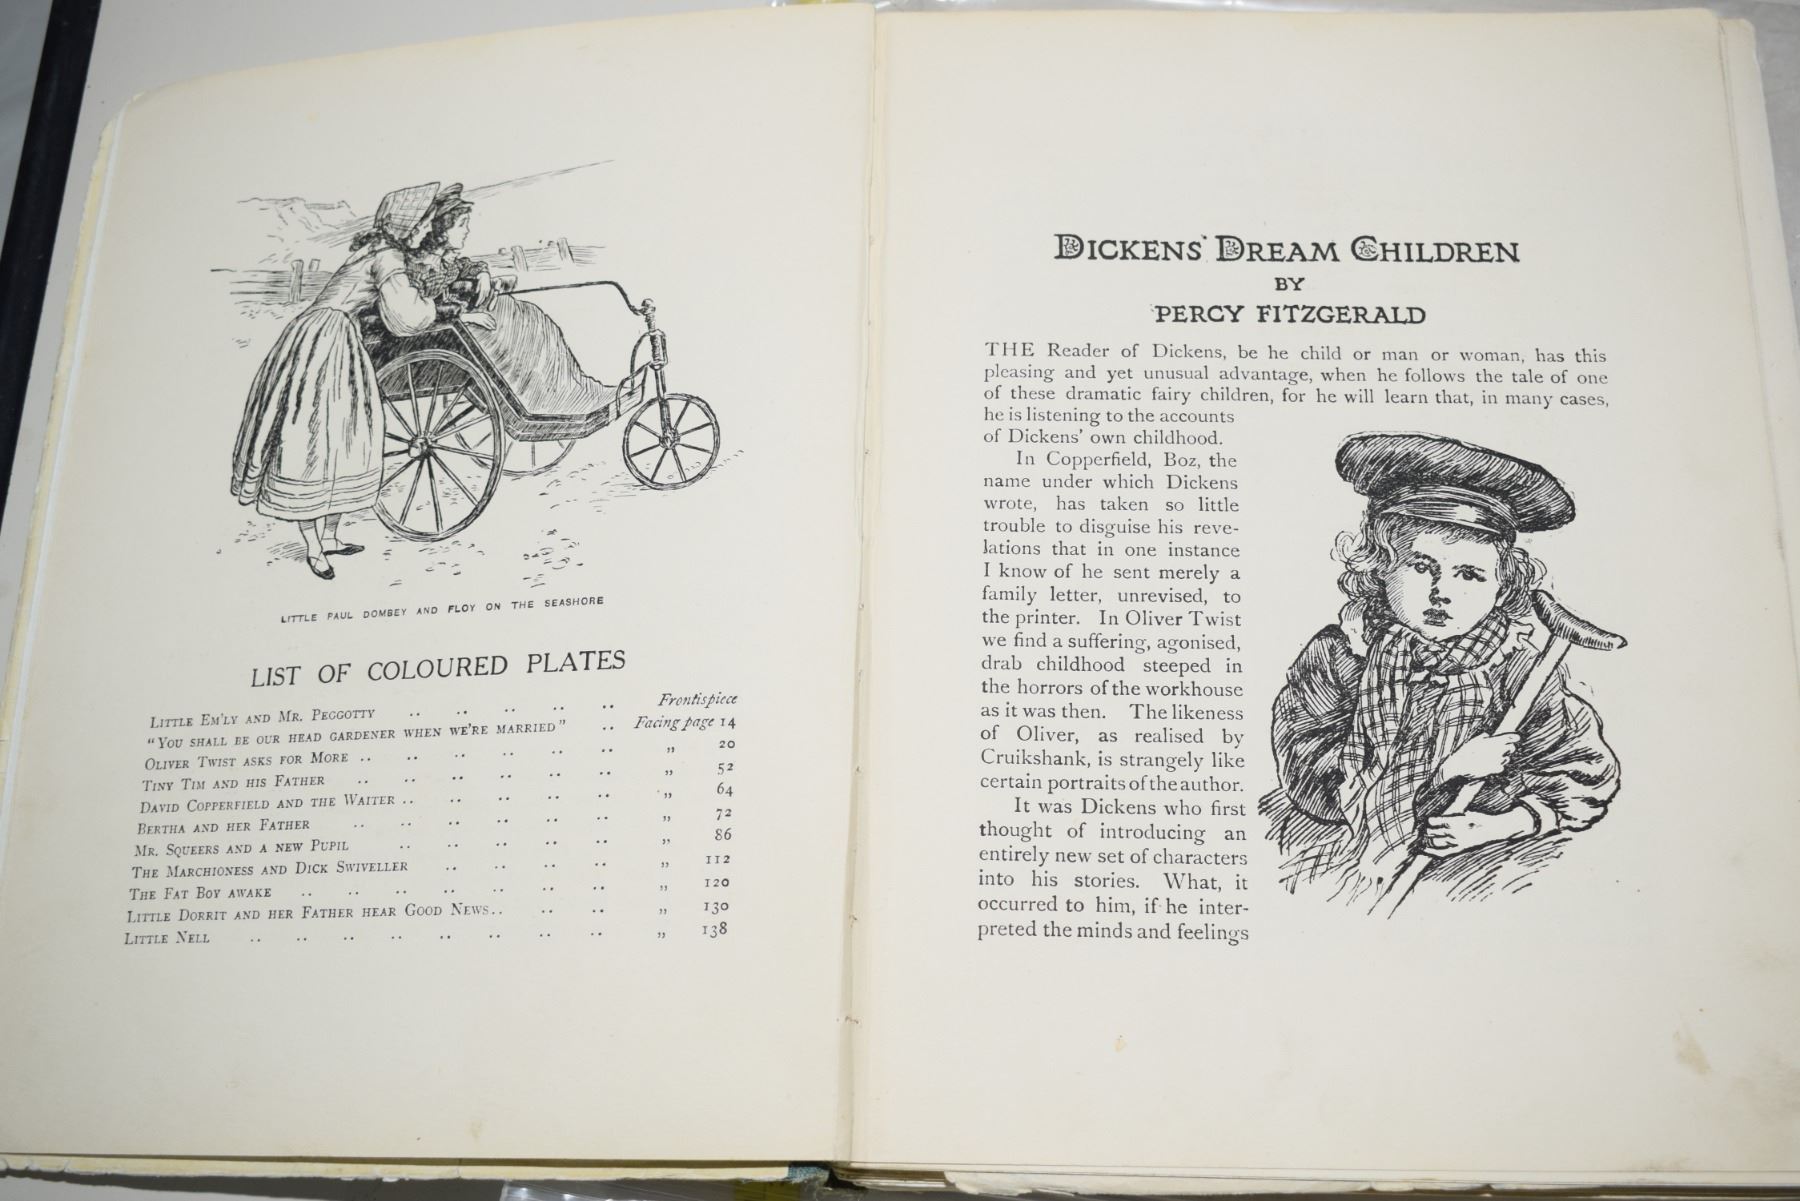 LITTLE PAUL DOMBEY AND FLOY ON THE SEASHORE
LIST OF COLOURED PLATES
LITTLE EM'LY AND MR. PEGGOTTY .. .. .. .. .. Frontispiece
"YOU SHALL BE OUR HEAD GARDENER WHEN WE'RE MARRIED" .. Facing page 14
OLIVER TWIST ASKS FOR MORE .. .. .. .. .. .. „ 20
TINY TIM AND HIS FATHER .. .. .. .. .. .. „ 52
DAVID COPPERFIELD AND THE WAITER .. .. .. .. .. „ 64
BERTHA AND HER FATHER .. .. .. .. .. .. „ 72
MR. SQUEERS AND A NEW PUPIL .. .. .. .. .. „ 86
THE MARCHIONESS AND DICK SWIVELLER .. .. .. .. „ 112
THE FAT BOY AWAKE .. .. .. .. .. .. .. „ 120
LITTLE DORRIT AND HER FATHER HEAR GOOD NEWS .. .. .. „ 130
LITTLE NELL .. .. .. .. .. .. .. .. „ 138
DICKENS' DREAM CHILDREN
BY
PERCY FITZGERALD
THE Reader of Dickens, be he child or man or woman, has this
pleasing and yet unusual advantage, when he follows the tale of one
of these dramatic fairy children, for he will learn that, in many cases,
he is listening to the accounts
of Dickens' own childhood.
In Copperfield, Boz, the
name under which Dickens
wrote, has taken so little
trouble to disguise his reve-
lations that in one instance
I know of he sent merely a
family letter, unrevised, to
the printer. In Oliver Twist
we find a suffering, agonised,
drab childhood steeped in
the horrors of the workhouse
as it was then. The likeness
of Oliver, as realised by
Cruikshank, is strangely like
certain portraits of the author.
It was Dickens who first
thought of introducing an
entirely new set of characters
into his stories. What, it
occurred to him, if he inter-
preted the minds and feelings